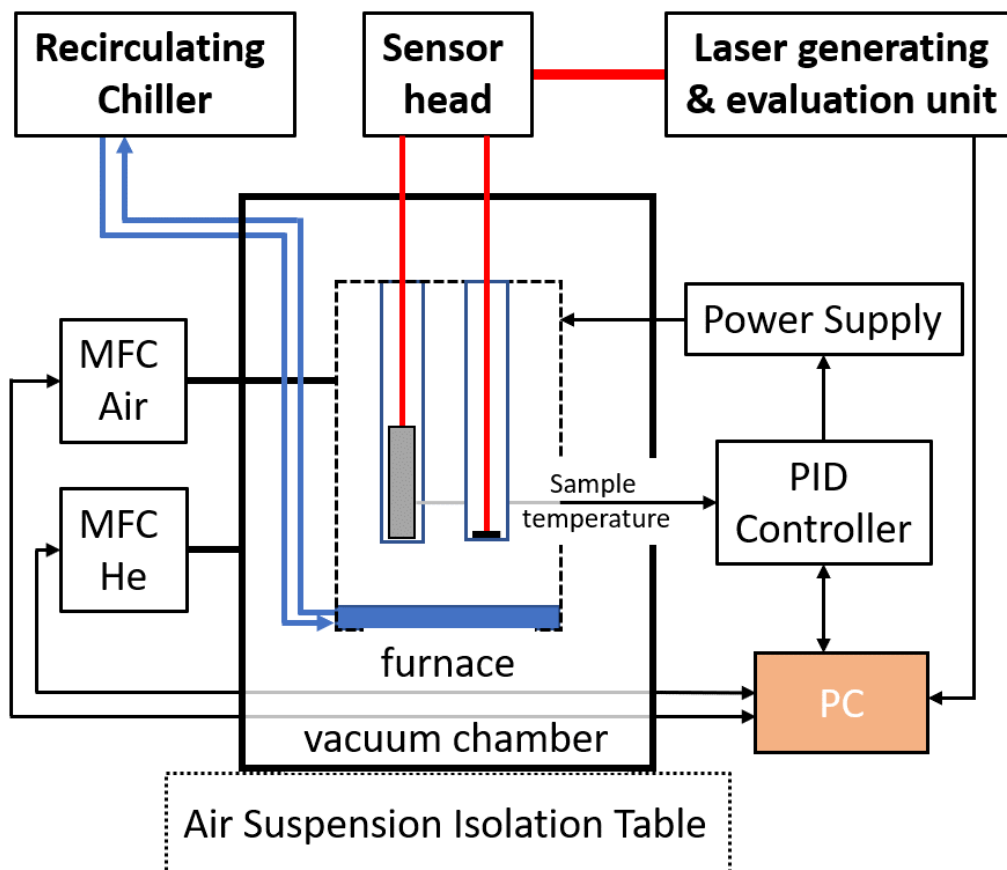 Recirculating
Chiller
Sensor
head
Laser generating
& evaluation unit
MFC
Air
Power Supply
MFC
He
Sample
temperature
PID
Controller
furnace
PC
vacuum chamber
Air Suspension Isolation Table